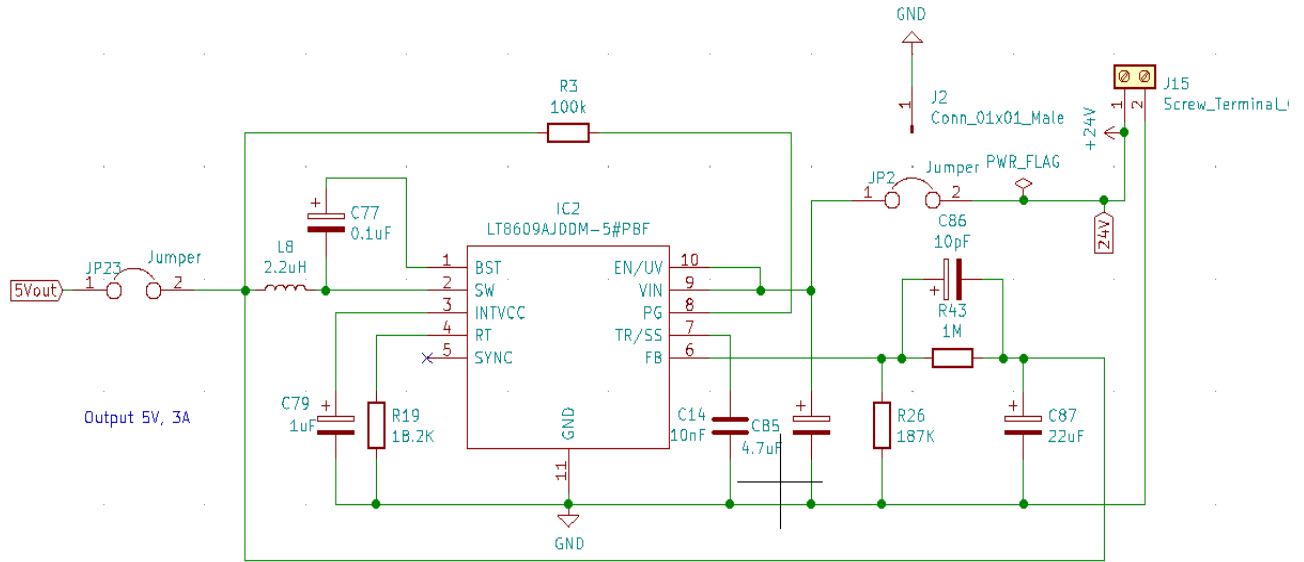 GND
J15
Screw_Terminal_
1
2
+24V
J2
Conn_01x01_Male
1
R3
100k
PWR_FLAG
JP2
Jumper
1
2
24V
C86
10pF
IC2
LT8609AJDDM-5#PBF
C77
0.1uF
L8
2.2uH
JP23
Jumper
5Vout
1
2
1
BST
2
SW
3
INTVCC
4
RT
5
SYNC
EN/UV
10
VIN
9
PG
8
TR/SS
7
FB
6
GND
11
R43
1M
C79
1uF
R19
18.2K
C14
10nF
C85
4.7uF
R26
187K
C87
22uF
Output 5V, 3A
GND